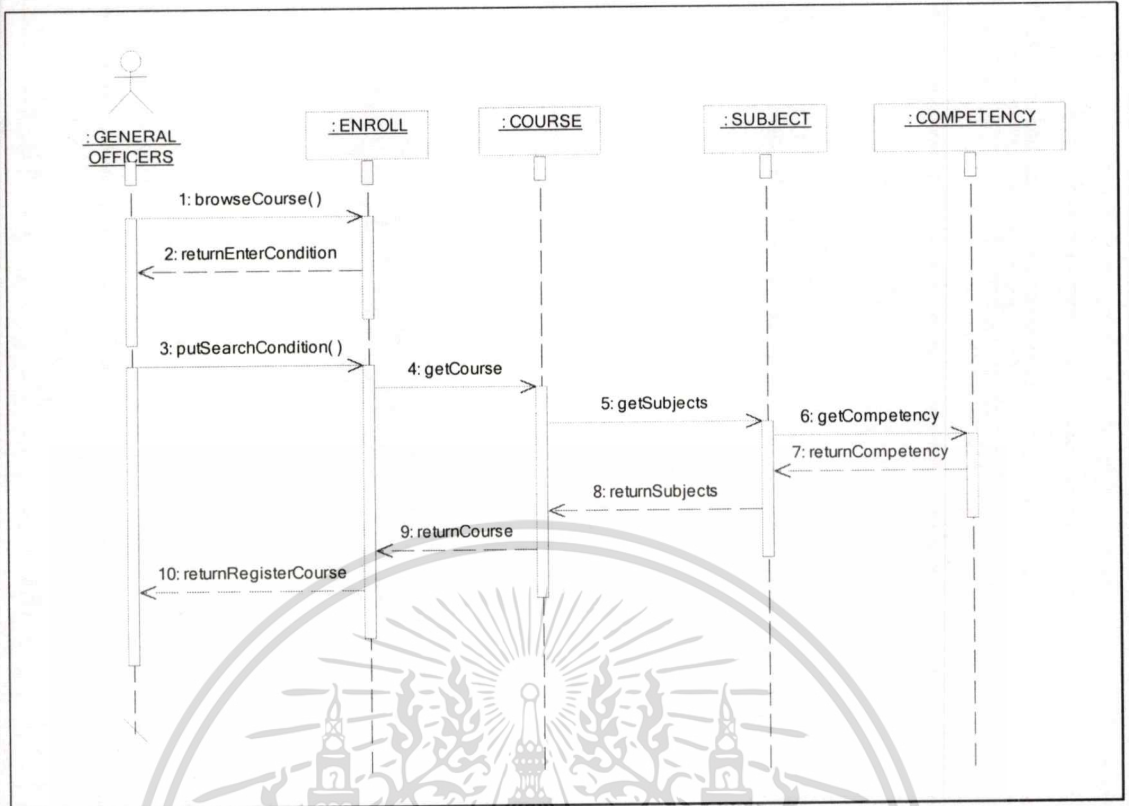 : GENERAL
OFFICERS
: ENROLL
: COURSE
: SUBJECT
: COMPETENCY
1: browseCourse( )
2: returnEnterCondition
3: putSearchCondition( )
4: getCourse
5: getSubjects
6: getCompetency
7: returnCompetency
8: returnSubjects
9: returnCourse
10: returnRegisterCourse